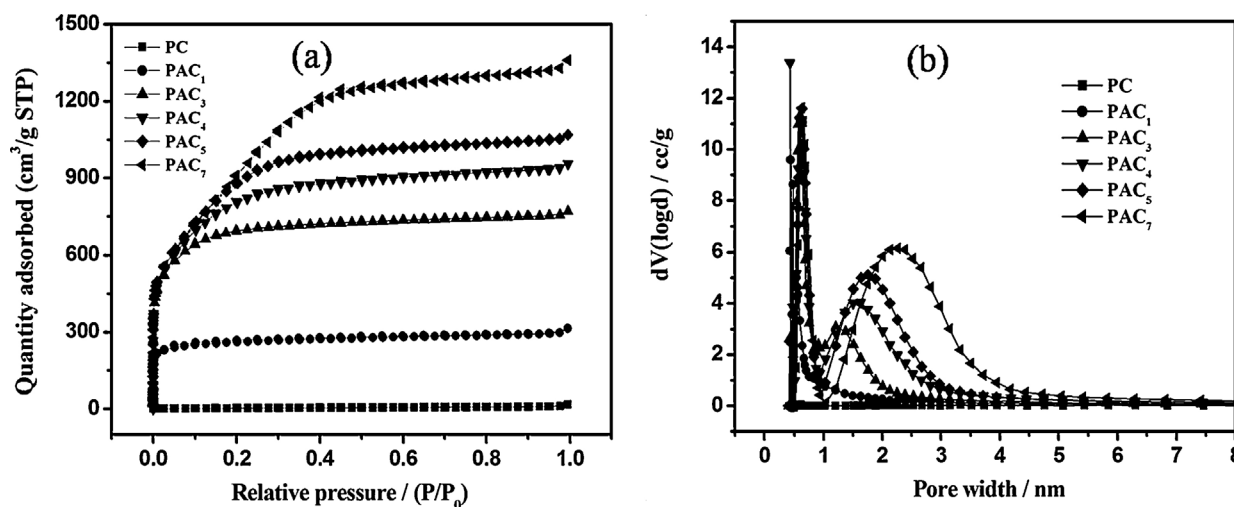 (a)
Quantity adsorbed (cm³/g STP)
1500
1200
900
600
300
0
PC
PAC₁
PAC₃
PAC₄
PAC₅
PAC₇
0.0 0.2 0.4 0.6 0.8 1.0
Relative pressure / (P/P₀)
(b)
dV(logd) / cc/g
14
12
10
8
6
4
2
0
PC
PAC₁
PAC₃
PAC₄
PAC₅
PAC₇
0 1 2 3 4 5 6 7 8
Pore width / nm